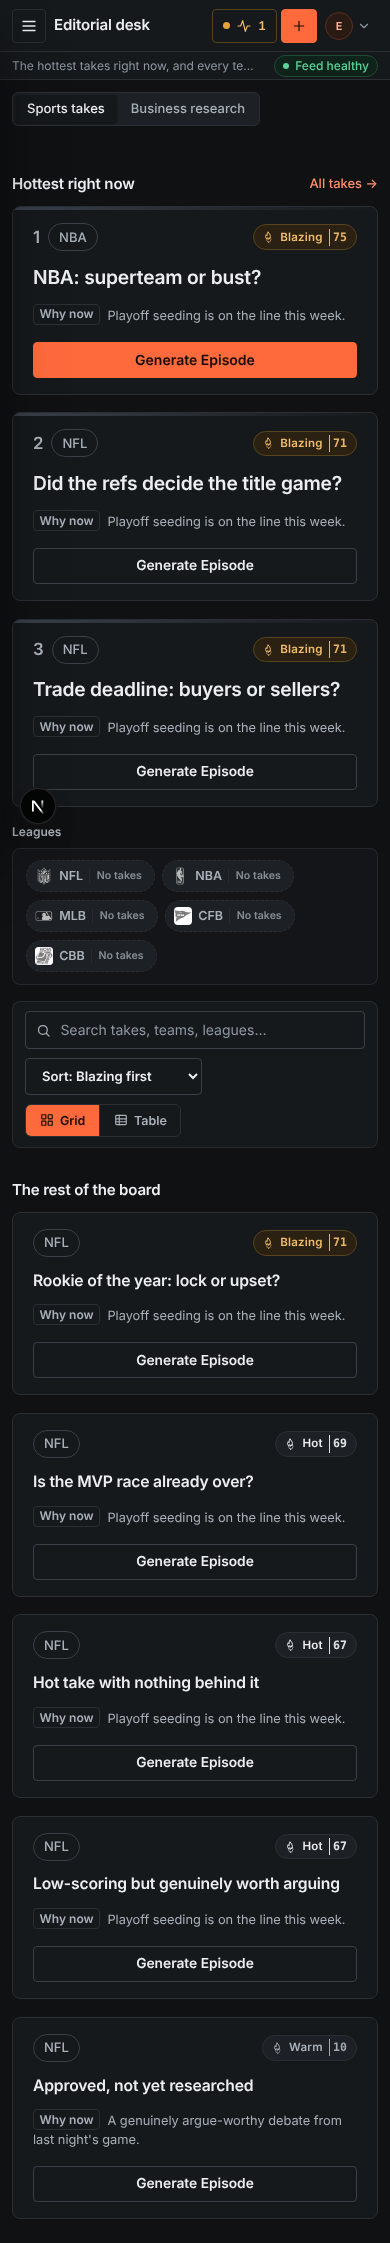 Editorial desk
1
E
The hottest takes right now, and every te...
Feed healthy
Sports takes
Business research
Hottest right now
All takes →
1 NBA
Blazing 75
NBA: superteam or bust?
Why now Playoff seeding is on the line this week.
Generate Episode
2 NFL
Blazing 71
Did the refs decide the title game?
Why now Playoff seeding is on the line this week.
Generate Episode
3 NFL
Blazing 71
Trade deadline: buyers or sellers?
Why now Playoff seeding is on the line this week.
Generate Episode
N
Leagues
NFL No takes
NBA No takes
MLB No takes
CFB No takes
CBB No takes
Search takes, teams, leagues...
Sort: Blazing first
Grid
Table
The rest of the board
NFL
Blazing 71
Rookie of the year: lock or upset?
Why now Playoff seeding is on the line this week.
Generate Episode
NFL
Hot 69
Is the MVP race already over?
Why now Playoff seeding is on the line this week.
Generate Episode
NFL
Hot 67
Hot take with nothing behind it
Why now Playoff seeding is on the line this week.
Generate Episode
NFL
Hot 67
Low-scoring but genuinely worth arguing
Why now Playoff seeding is on the line this week.
Generate Episode
NFL
Warm 10
Approved, not yet researched
Why now A genuinely argue-worthy debate from
last night's game.
Generate Episode